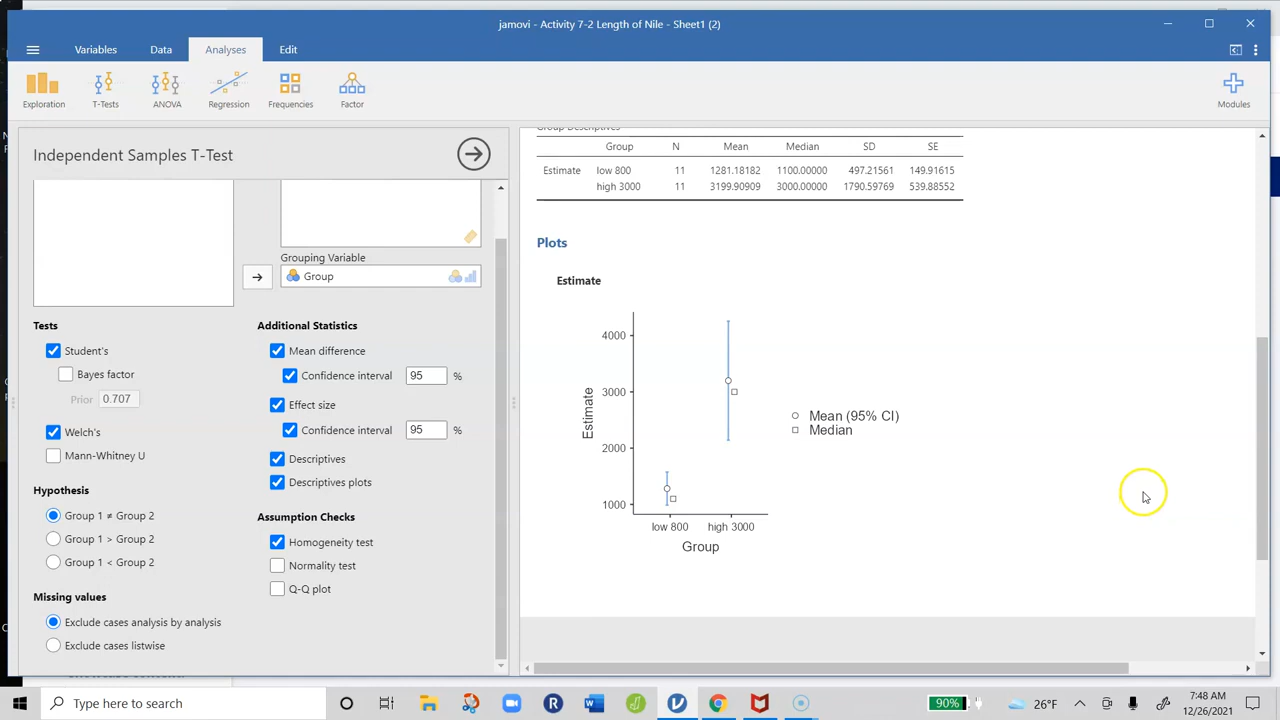 jamovi - Activity 7-2 Length of Nile - Sheet1 (2)
Variables Data Analyses Edit
Exploration T-Tests ANOVA Regression Frequencies Factor Modules
Independent Samples T-Test
Grouping Variable
Group
Tests
Student's
Bayes factor
Prior 0.707
Welch's
Mann-Whitney U
Hypothesis
Group 1 ≠ Group 2
Group 1 > Group 2
Group 1 < Group 2
Missing values
Exclude cases analysis by analysis
Exclude cases listwise
Additional Statistics
Mean difference
Confidence interval 95 %
Effect size
Confidence interval 95 %
Descriptives
Descriptives plots
Assumption Checks
Homogeneity test
Normality test
Q-Q plot
Group Descriptives
Group N Mean Median SD SE
Estimate low 800 11 1281.18182 1100.00000 497.21561 149.91615
high 3000 11 3199.90909 3000.00000 1790.59769 539.88552
Plots
Estimate
4000
3000
2000
1000
Estimate
low 800 high 3000
Group
Mean (95% CI)
Median
Type here to search
90%
26°F
7:48 AM
12/26/2021